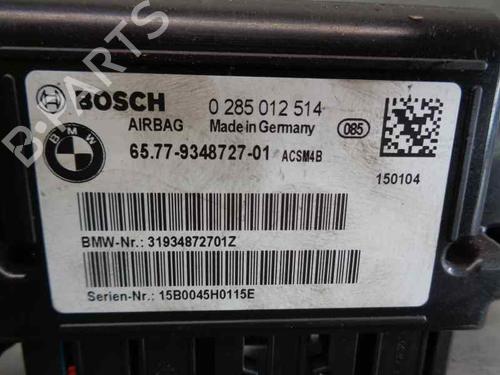 BOSCH 0 285 012 514
AIRBAG Made in Germany 085
BMW
65.77-9348727-01 ACSM4B
150104
BMW-Nr.: 31934872701Z
Serien-Nr.: 15B0045H0115E
B-PARTS